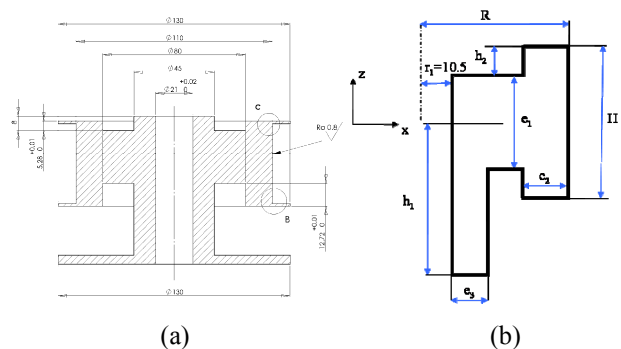 Ø130
Ø110
Ø80
Ø45
+0.02
Ø21 0
8
+0.01
5.28 0
C
Ra 0.8
B
+0.01
12.72 0
Ø130
(a)
R
h₂
r₁=10.5
z
x
e₁
H
h₁
c₂
e₃
(b)